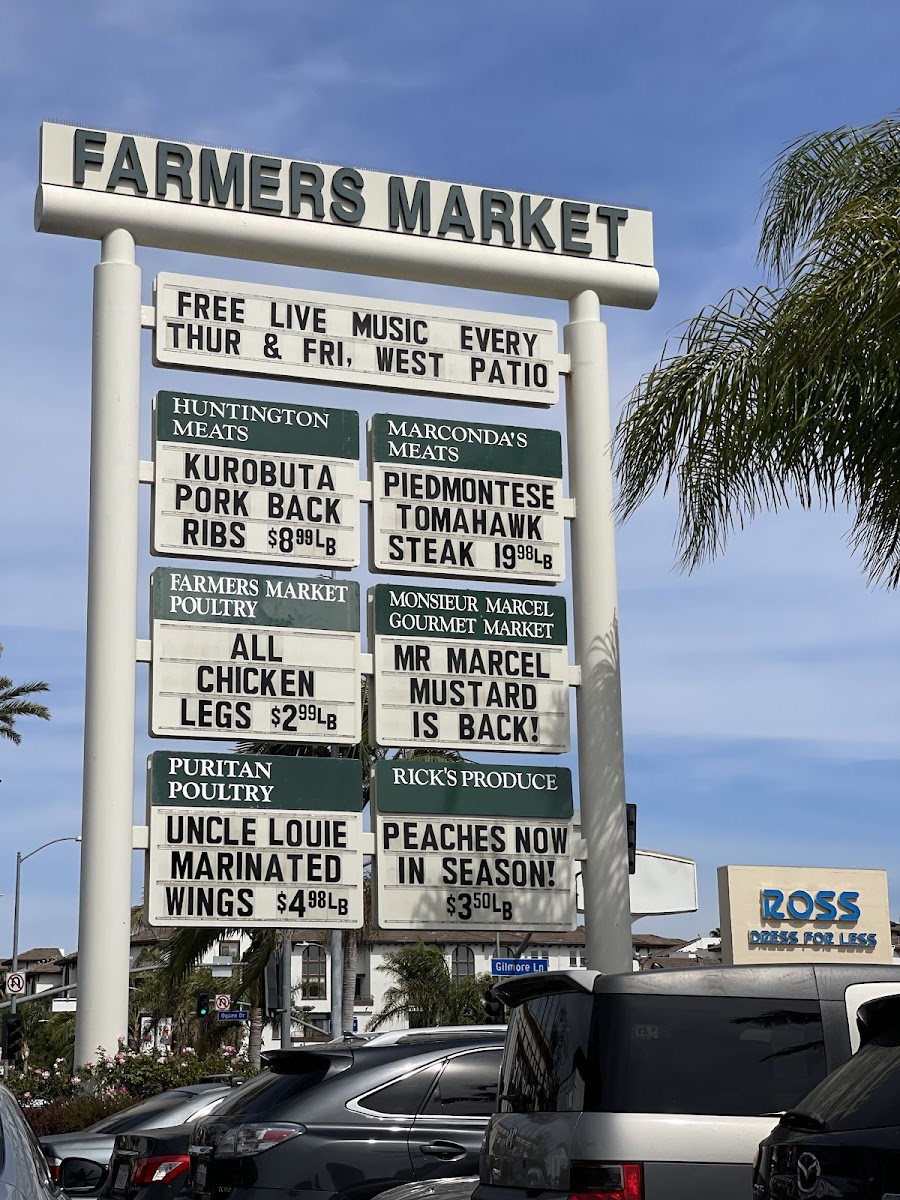 FARMERS MARKET
FREE LIVE MUSIC EVERY
THUR & FRI, WEST PATIO
HUNTINGTON
MEATS
KUROBUTA
PORK BACK
RIBS $8.99LB
MARCONDA'S
MEATS
PIEDMONTESE
TOMAHAWK
STEAK 19.98LB
FARMERS MARKET
POULTRY
ALL
CHICKEN
LEGS $2.99LB
MONSIEUR MARCEL
GOURMET MARKET
MR MARCEL
MUSTARD
IS BACK!
PURITAN
POULTRY
UNCLE LOUIE
MARINATED
WINGS $4.98LB
RICK'S PRODUCE
PEACHES NOW
IN SEASON!
$3.50LB
ROSS
DRESS FOR LESS
Gilmore Ln
Ogden Dr